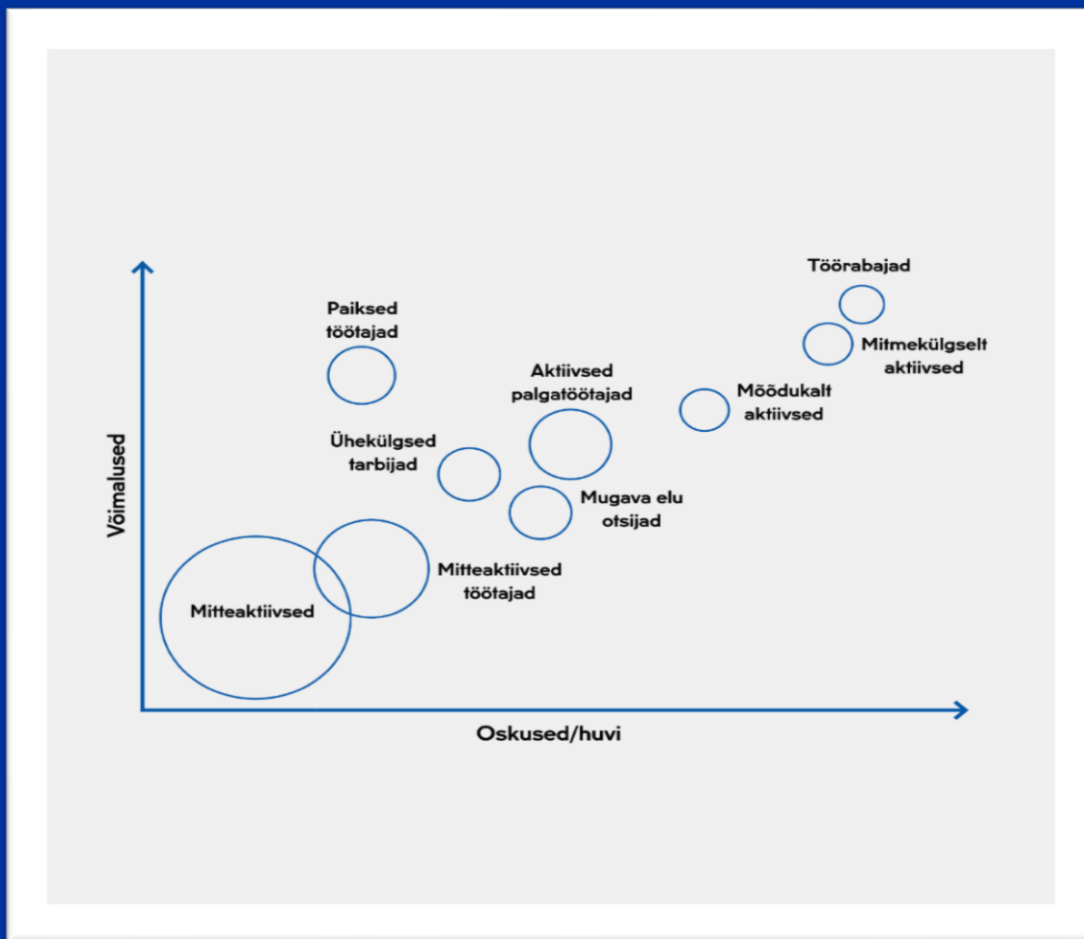 Töörabajad
Paiksed
töötajad
Mitmekülgselt
aktiivsed
Aktiivsed
palgatöötajad
Mõõdukalt
aktiivsed
Ühekülgsed
tarbijad
Võimalused
Mugava elu
otsijad
Mitteaktiivsed
töötajad
Mitteaktiivsed
Oskused/huvi